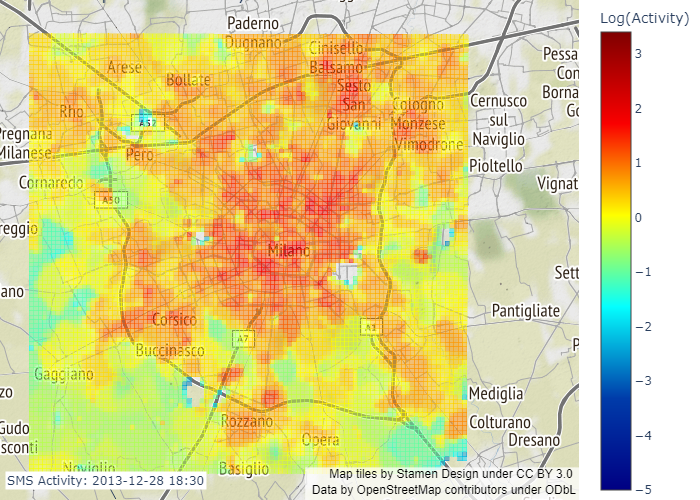 Log(Activity)
Paderno
Dugnano
Cinisello
Balsamo
Arese
Bollate
Sesto
San
Giovanni
Cologno
Monzese
Vimodrone
Rho
A52
Pero
Pregnana
Milanese
Cornaredo
A50
Cernusco
sul
Naviglio
Pioltello
Pessa
Con
Borna
Go
Vignat
reggio
Milano
ano
Sett
Corsico
A7
A1
Buccinasco
Pantigliate
P
Gaggiano
zo
Mediglia
Gudo
sconti
Rozzano
Opera
Colturano
Dresano
Noviglio
Basiglio
SMS Activity: 2013-12-28 18:30
Map tiles by Stamen Design under CC BY 3.0
Data by OpenStreetMap contributors under ODbL
3
2
1
0
−1
−2
−3
−4
−5